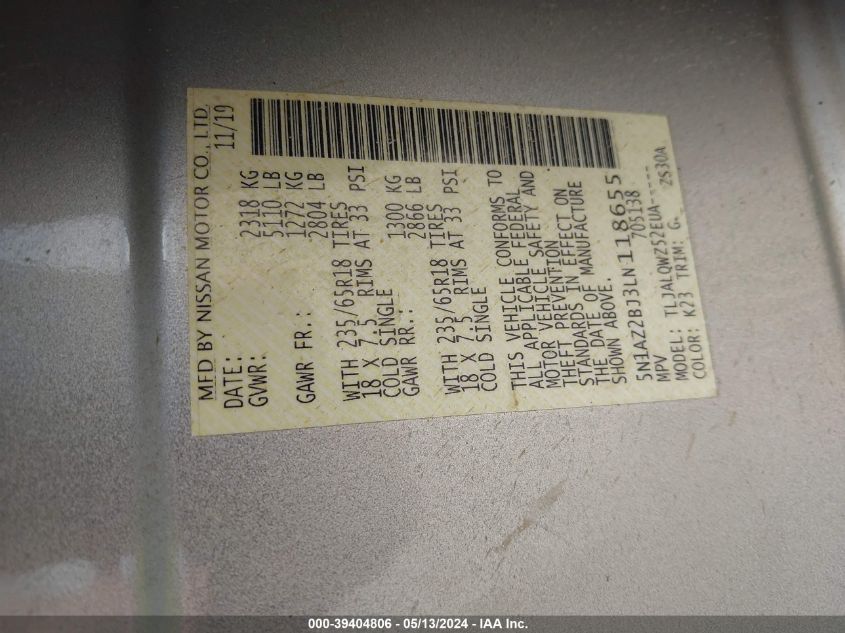 MFD BY NISSAN MOTOR CO., LTD.
DATE: 11/19
GVWR: 2318 KG
5110 LB
GAWR FR.: 1272 KG
2804 LB
WITH 235/65R18 TIRES
18 X 7.5 RIMS AT 33 PSI
COLD SINGLE
GAWR RR.: 1300 KG
2866 LB
WITH 235/65R18 TIRES
18 X 7.5 RIMS AT 33 PSI
COLD SINGLE
THIS VEHICLE CONFORMS TO
ALL APPLICABLE FEDERAL
MOTOR VEHICLE SAFETY AND
THEFT PREVENTION
STANDARDS IN EFFECT ON
THE DATE OF MANUFACTURE
SHOWN ABOVE.
5N1AZ2BJ3LN118655
MPV 705138
MODEL: TLJALQWZ52EUA-----
COLOR: K23 TRIM: G. ZS30A
000-39404806 - 05/13/2024 - IAA Inc.